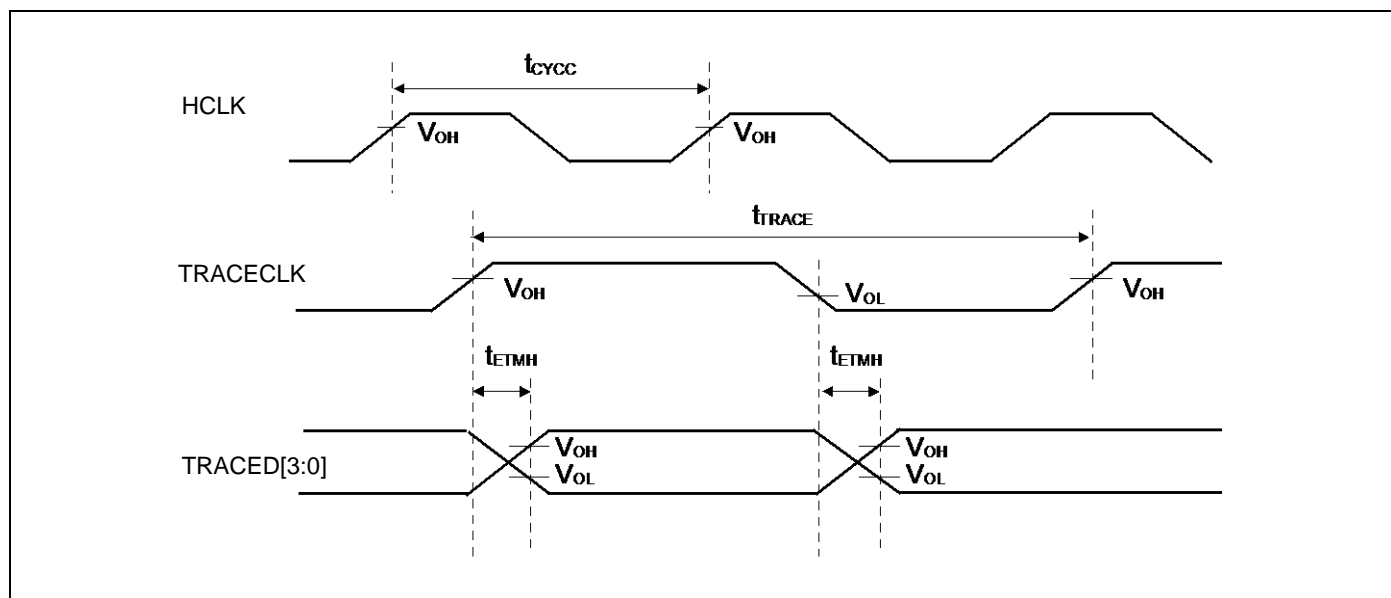 tCYCC
HCLK
VOH VOH
tTRACE
TRACECLK
VOH VOL VOH
tETMH tETMH
TRACED[3:0]
VOH VOH
VOL VOL